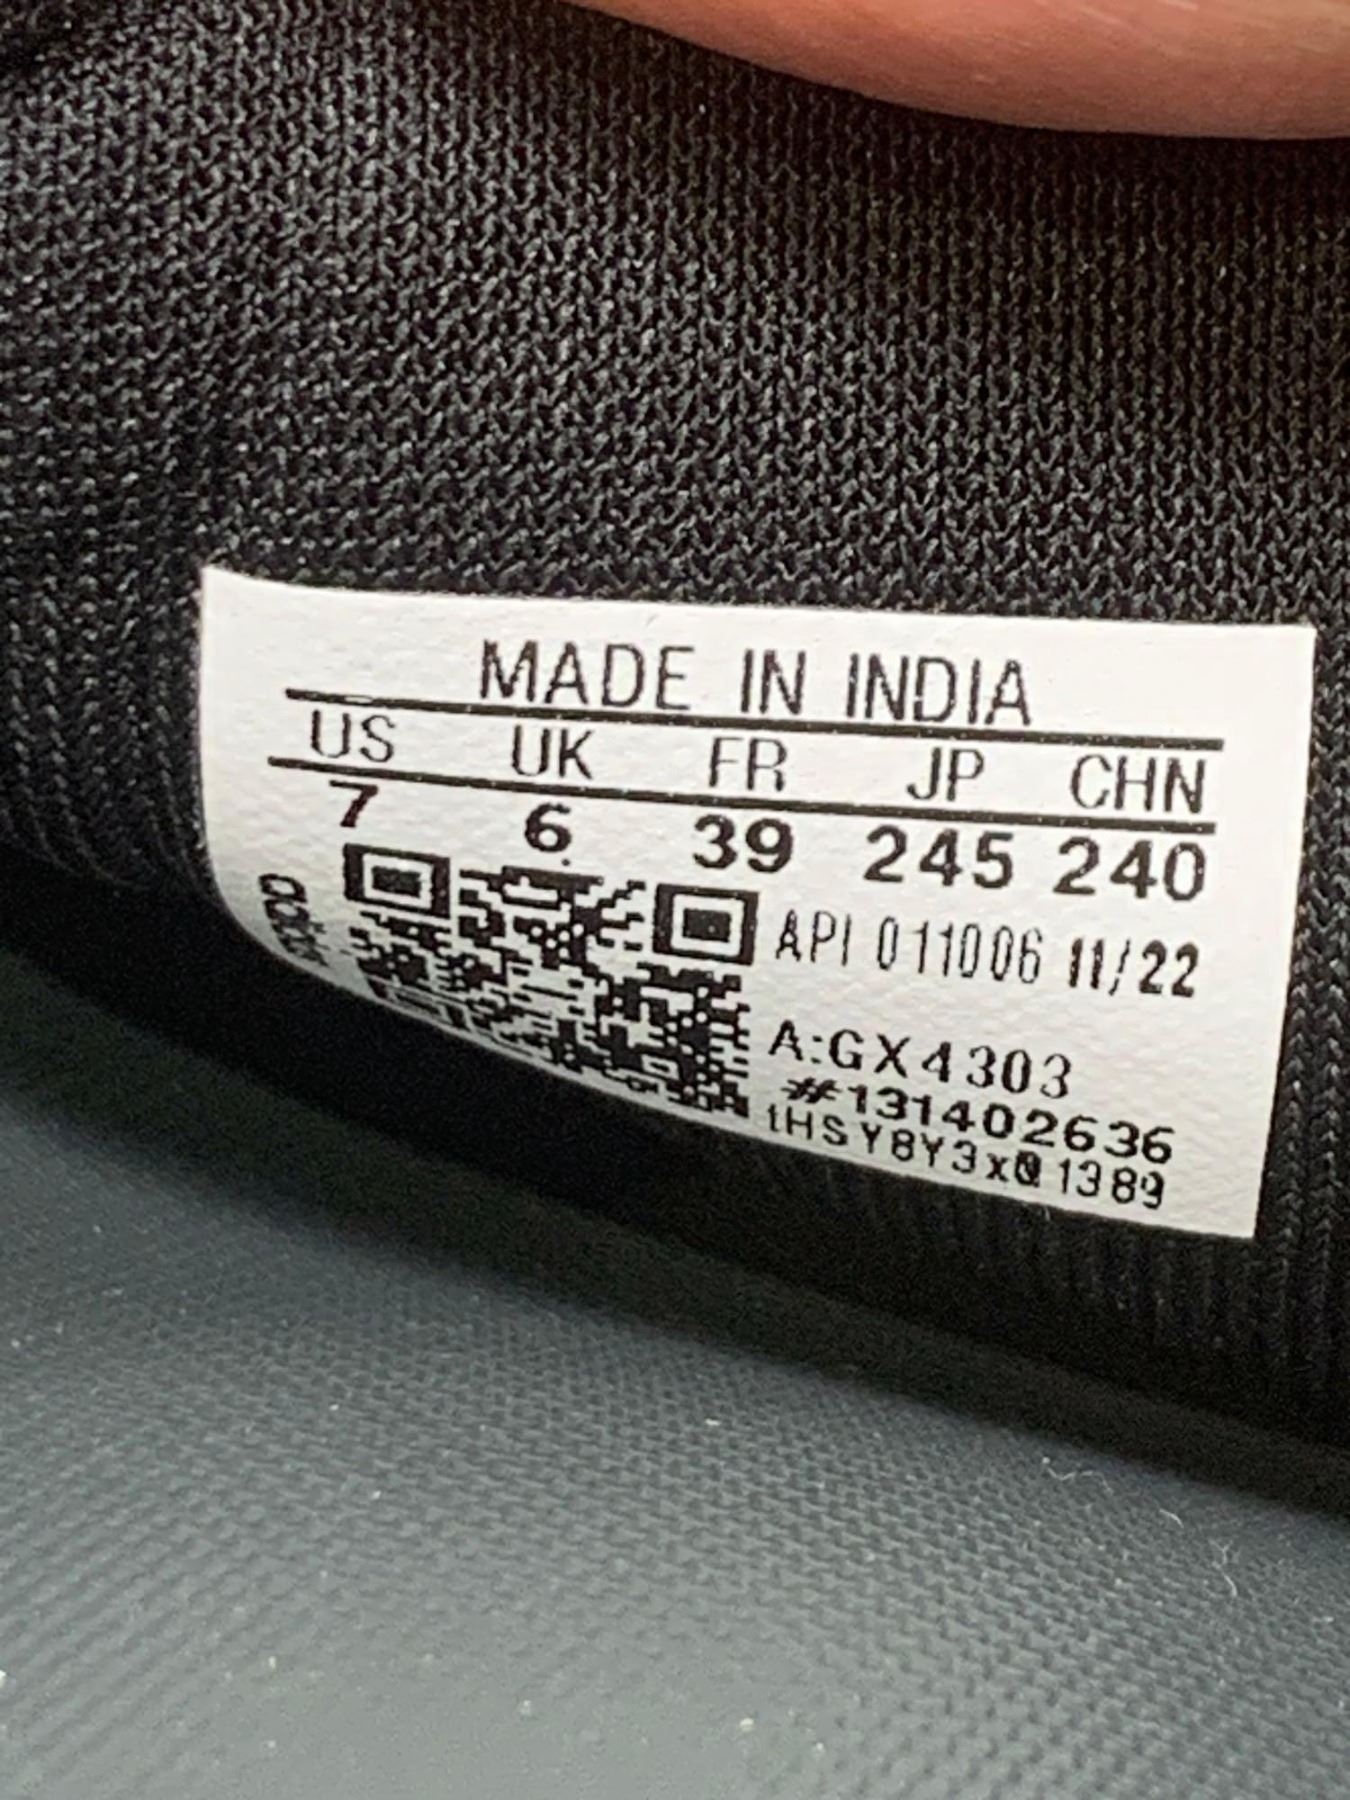 MADE IN INDIA
US UK FR JP CHN
7 6 39 245 240
adidas
API 011006 11/22
A:GX4303
#131402636